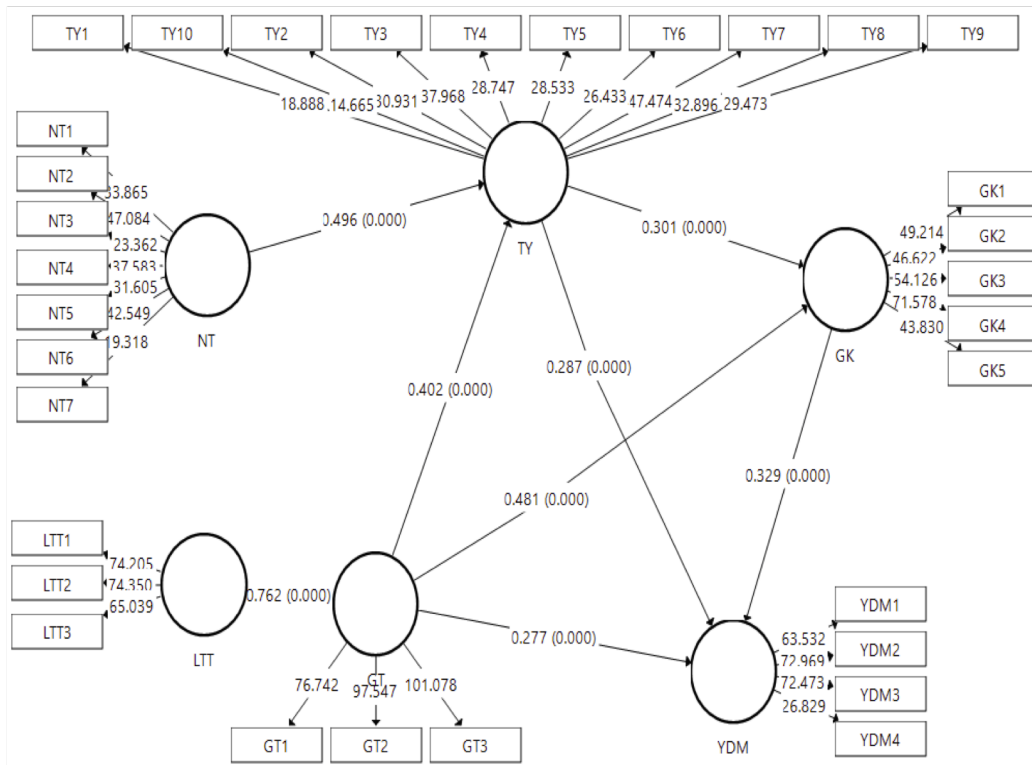 TY1
TY10
TY2
TY3
TY4
TY5
TY6
TY7
TY8
TY9
18.888
14.665
30.931
37.968
28.747
28.533
26.433
47.474
32.896
29.473
NT1
NT2
NT3
NT4
NT5
NT6
NT7
33.865
47.084
23.362
37.583
31.605
42.549
19.318
NT
0.496 (0.000)
TY
0.301 (0.000)
GK1
GK2
GK3
GK4
GK5
49.214
46.622
54.126
71.578
43.830
GK
0.402 (0.000)
0.287 (0.000)
0.481 (0.000)
0.329 (0.000)
LTT1
LTT2
LTT3
74.205
74.350
65.039
LTT
0.762 (0.000)
0.277 (0.000)
GT
76.742
97.547
101.078
GT1
GT2
GT3
63.532
72.969
72.473
26.829
YDM1
YDM2
YDM3
YDM4
YDM